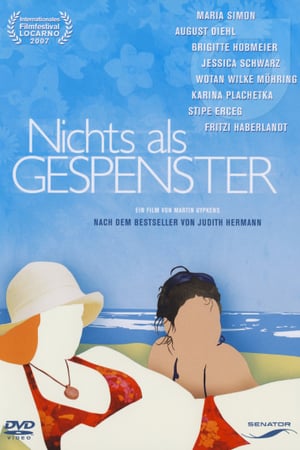 Internationales
Filmfestival
LOCARNO
2007
MARIA SIMON
AUGUST DIEHL
BRIGITTE HOBMEIER
JESSICA SCHWARZ
WOTAN WILKE MÖHRING
KARINA PLACHETKA
STIPE ERCEG
FRITZI HABERLANDT
Nichts als
GESPENSTER
EIN FILM VON MARTIN GYPKENS
NACH DEM BESTSELLER VON JUDITH HERMANN
DVD
VIDEO
SENATOR